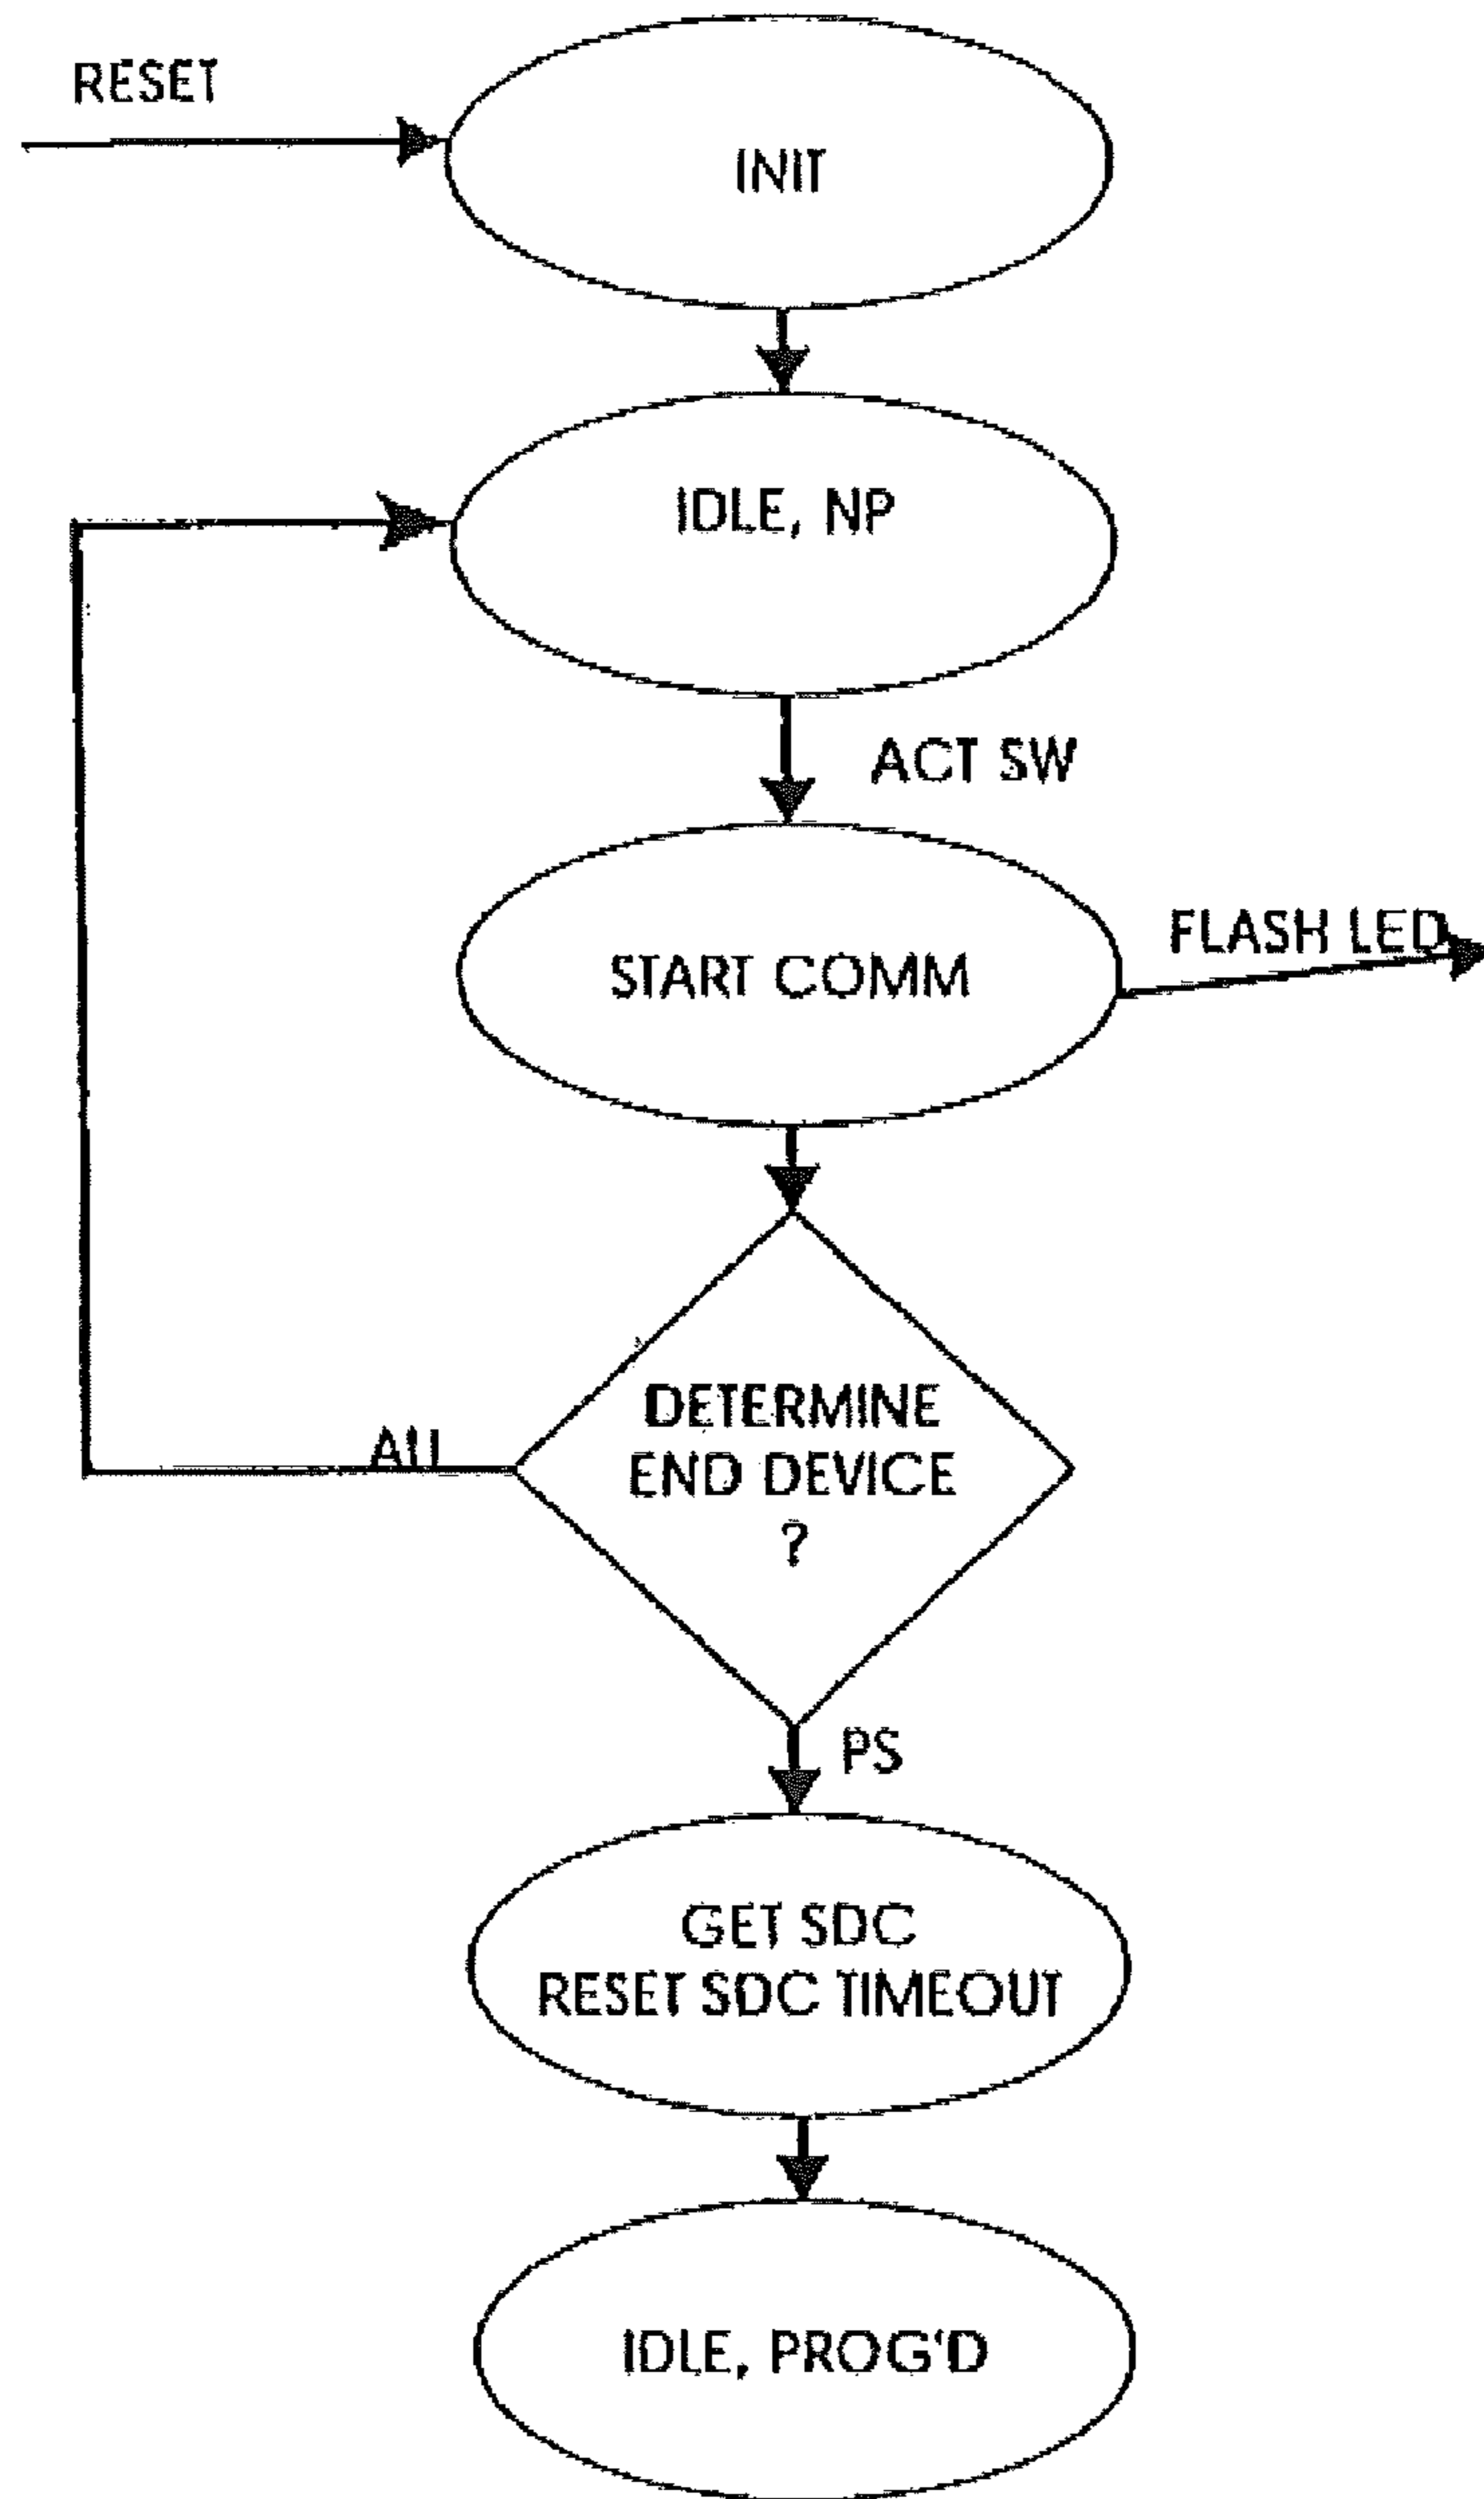 RESET
INIT
IDLE, NP
ACT SW
START COMM
FLASH LED
DETERMINE
END DEVICE
?
PS
GET SDC
RESET SDC TIMEOUT
IDLE, PROG'D